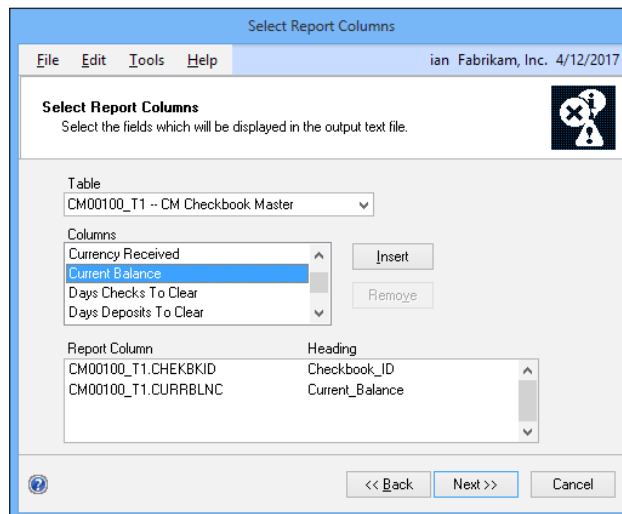 Select Report Columns
File Edit Tools Help ian Fabrikam, Inc. 4/12/2017
Select Report Columns
Select the fields which will be displayed in the output text file.
Table
CM00100_T1 -- CM Checkbook Master
Columns
Currency Received
Current Balance
Days Checks To Clear
Days Deposits To Clear
Insert
Remove
Report Column Heading
CM00100_T1.CHEKBKID Checkbook_ID
CM00100_T1.CURRBLNC Current_Balance
<< Back Next >> Cancel